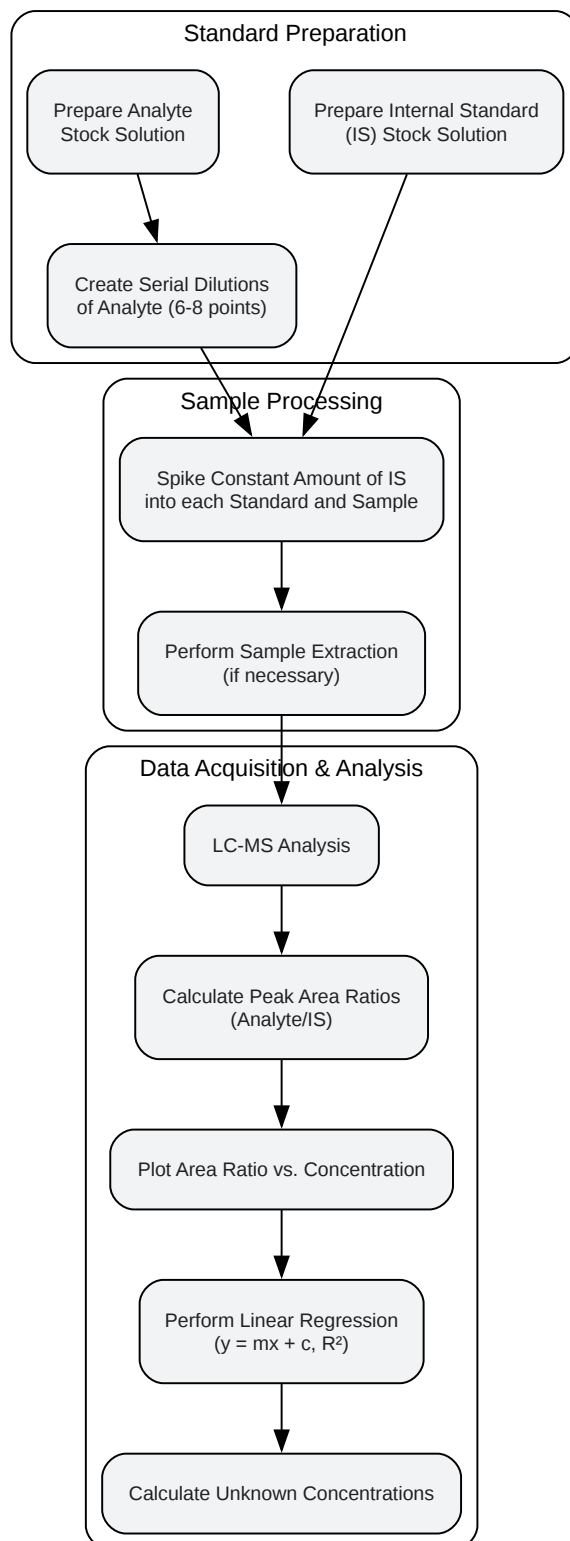 Standard Preparation
Prepare Analyte
Stock Solution
Prepare Internal Standard
(IS) Stock Solution
Create Serial Dilutions
of Analyte (6-8 points)
Sample Processing
Spike Constant Amount of IS
into each Standard and Sample
Perform Sample Extraction
(if necessary)
Data Acquisition & Analysis
LC-MS Analysis
Calculate Peak Area Ratios
(Analyte/IS)
Plot Area Ratio vs. Concentration
Perform Linear Regression
(y = mx + c, R²)
Calculate Unknown Concentrations